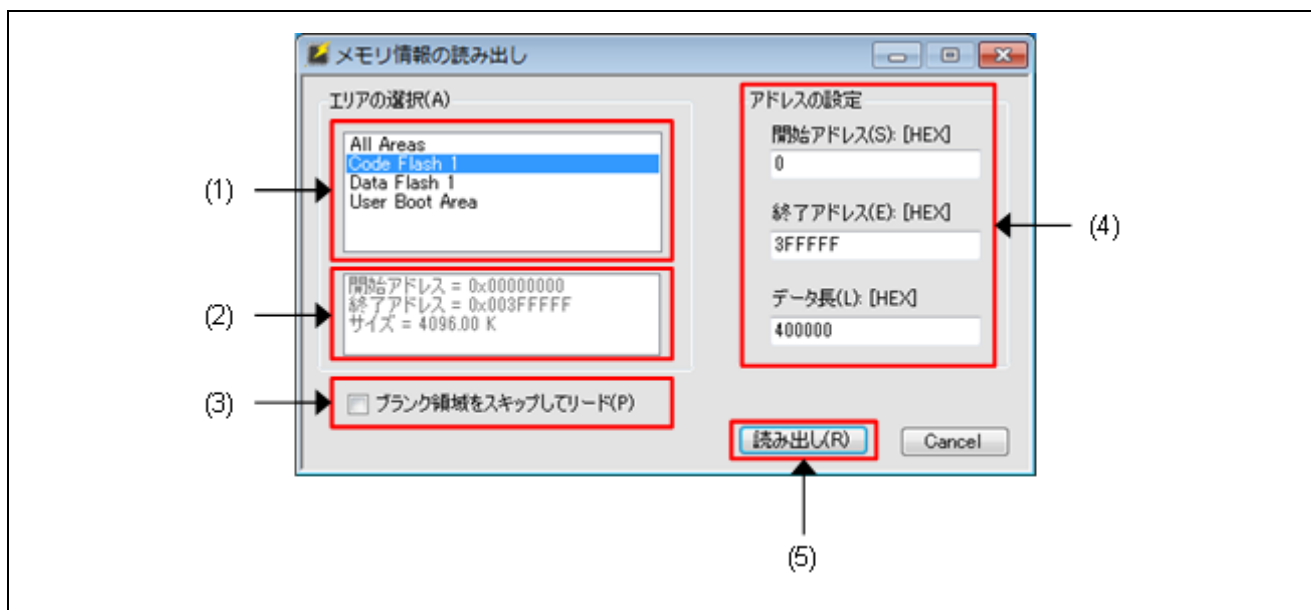 メモリ情報の読み出し
エリアの選択(A)
All Areas
Code Flash 1
Data Flash 1
User Boot Area
(1)
開始アドレス = 0x00000000
終了アドレス = 0x003FFFFF
サイズ = 4096.00 K
(2)
(3)
ブランク領域をスキップしてリード(P)
アドレスの設定
開始アドレス(S): [HEX]
0
終了アドレス(E): [HEX]
3FFFFF
データ長(L): [HEX]
400000
(4)
読み出し(R)
Cancel
(5)